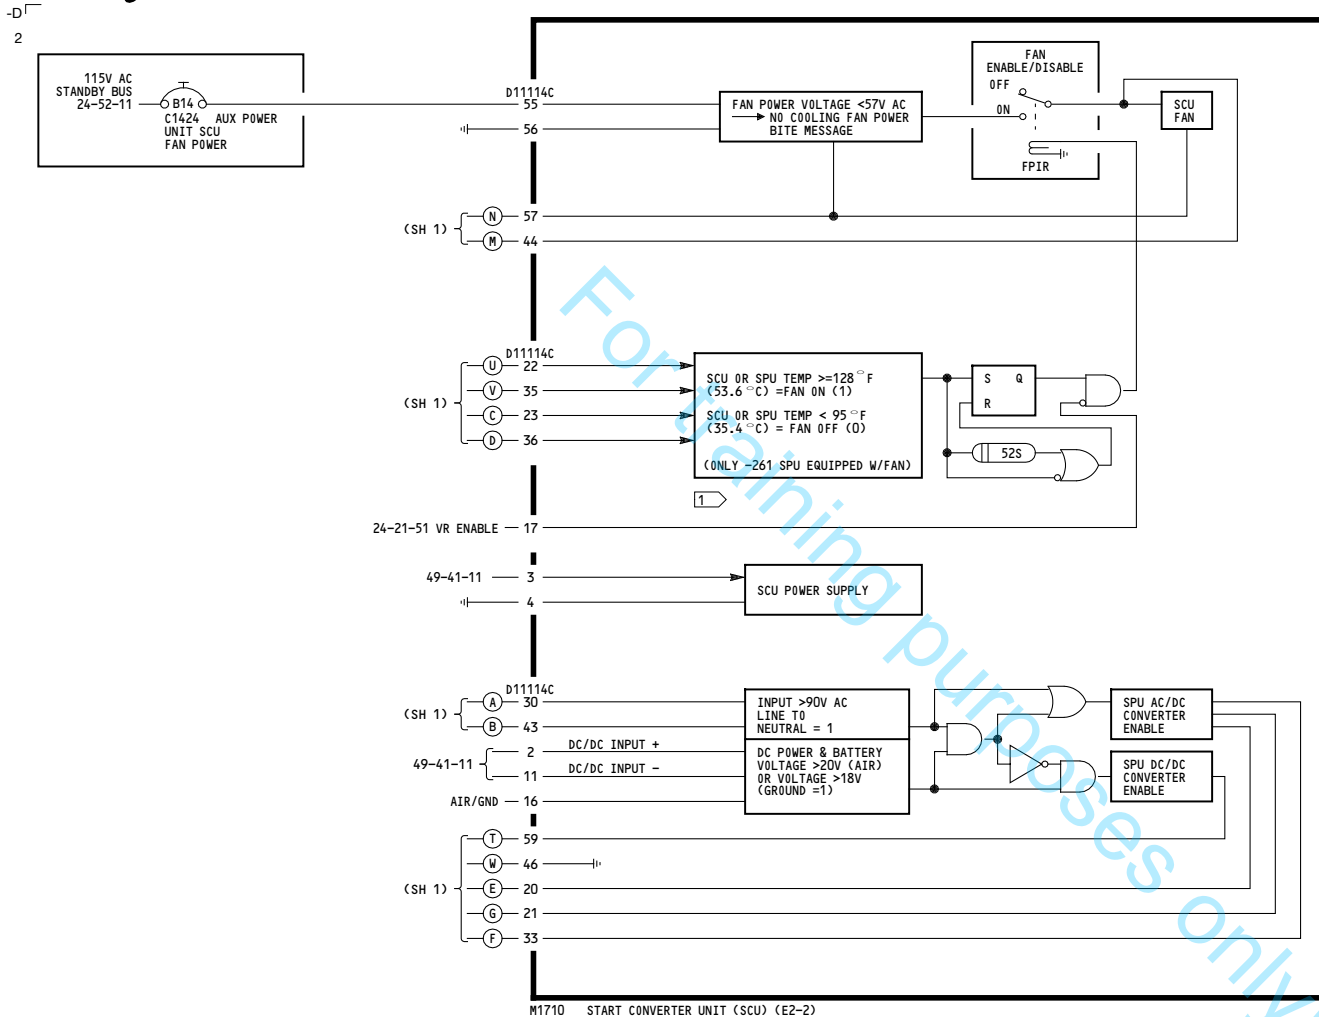 -D
2
115V AC
STANDBY BUS
24-52-11
B14
C1424 AUX POWER
UNIT SCU
FAN POWER
D11114C
55
56
FAN POWER VOLTAGE <57V AC
NO COOLING FAN POWER
BITE MESSAGE
FAN
ENABLE/DISABLE
OFF
ON
FPIR
SCU
FAN
(SH 1)
N 57
M 44
D11114C
(SH 1)
U 22
V 35
C 23
D 36
SCU OR SPU TEMP >=128°F
(53.6°C) =FAN ON (1)
SCU OR SPU TEMP < 95°F
(35.4°C) = FAN OFF (0)
(ONLY -261 SPU EQUIPPED W/FAN)
1
S Q
R
52S
24-21-51 VR ENABLE 17
49-41-11 3
4
SCU POWER SUPPLY
D11114C
(SH 1)
A 30
B 43
INPUT >90V AC
LINE TO
NEUTRAL = 1
49-41-11
2 DC/DC INPUT +
11 DC/DC INPUT -
AIR/GND 16
DC POWER & BATTERY
VOLTAGE >20V (AIR)
OR VOLTAGE >18V
(GROUND =1)
SPU AC/DC
CONVERTER
ENABLE
SPU DC/DC
CONVERTER
ENABLE
(SH 1)
T 59
W 46
E 20
G 21
F 33
M1710 START CONVERTER UNIT (SCU) (E2-2)
For training purposes only